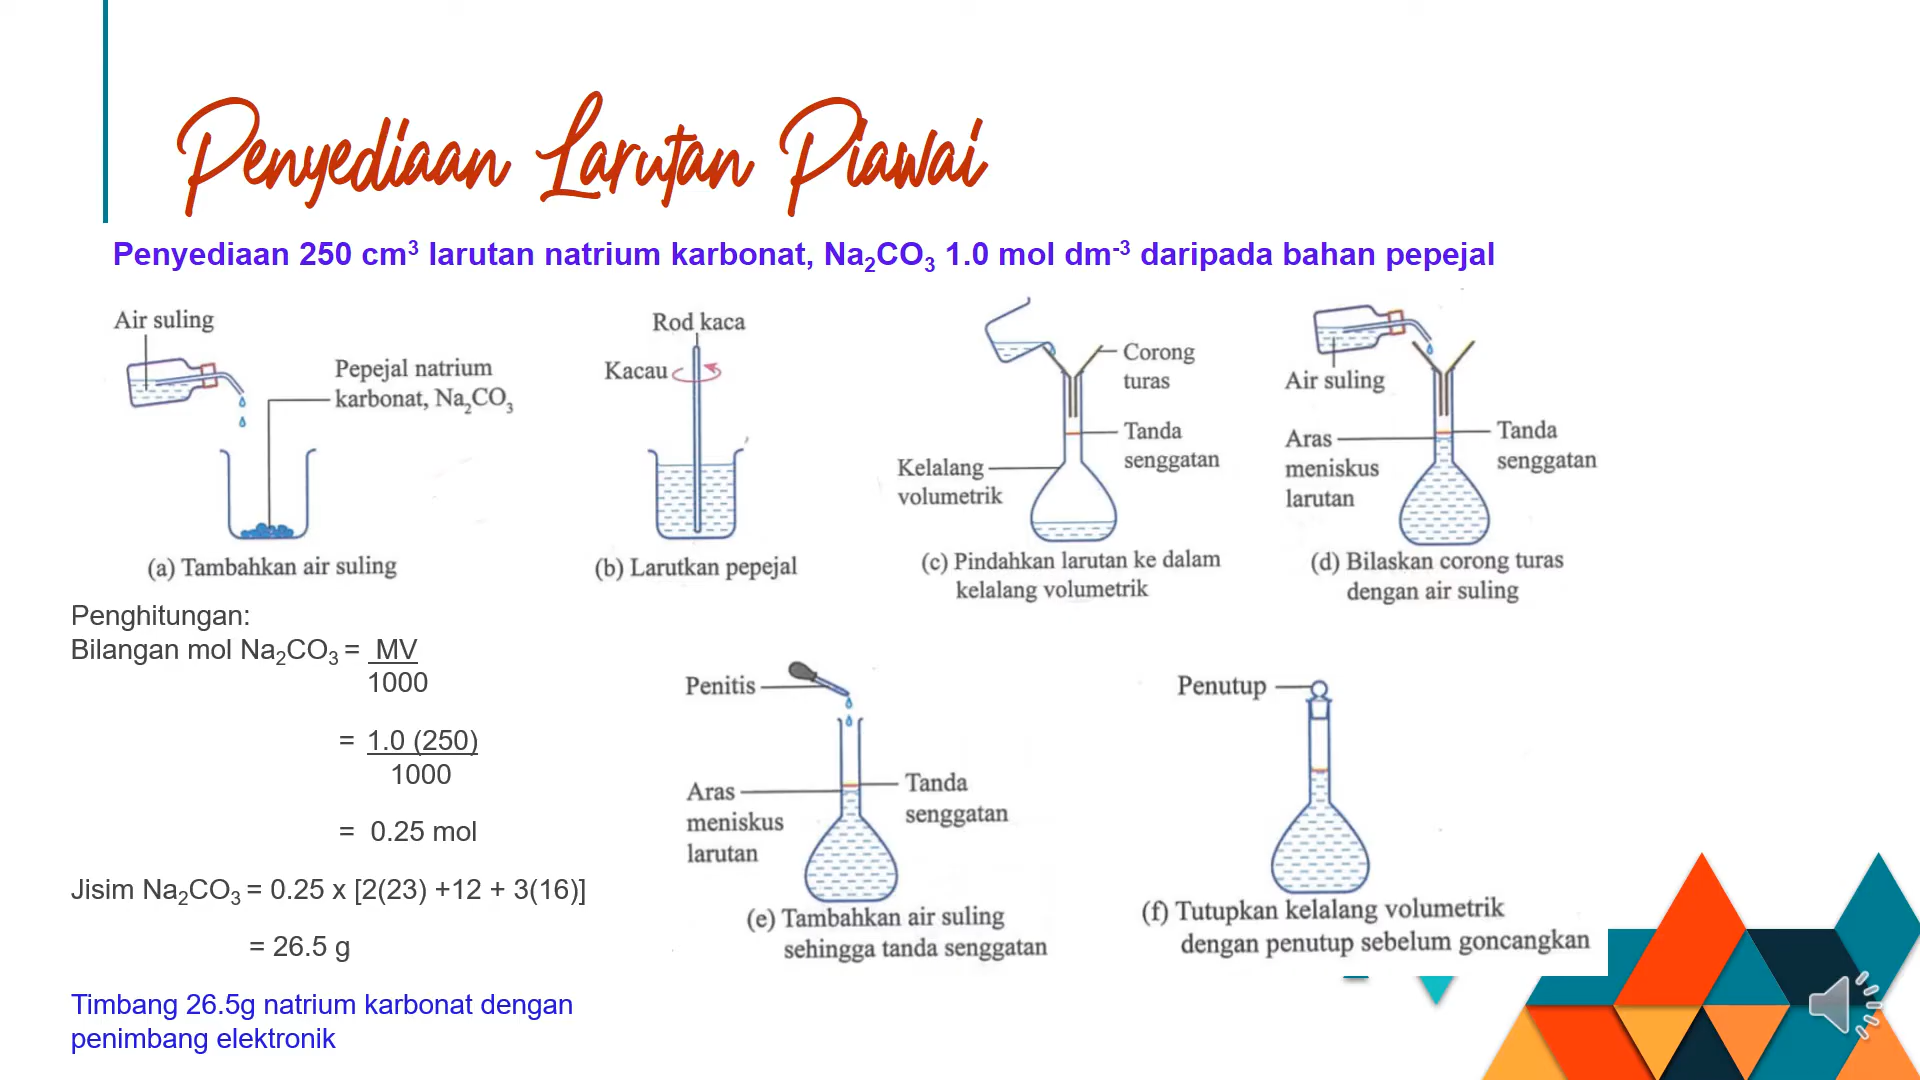 Penyediaan Larutan Piawai
Penyediaan 250 cm³ larutan natrium karbonat, Na₂CO₃ 1.0 mol dm⁻³ daripada bahan pepejal
Air suling
Pepejal natrium
karbonat, Na₂CO₃
(a) Tambahkan air suling
Rod kaca
Kacau
(b) Larutkan pepejal
Corong
turas
Tanda
senggatan
Kelalang
volumetrik
(c) Pindahkan larutan ke dalam
kelalang volumetrik
Air suling
Aras
meniskus
larutan
Tanda
senggatan
(d) Bilaskan corong turas
dengan air suling
Penghitungan:
Bilangan mol Na₂CO₃ = MV
1000
= 1.0 (250)
1000
= 0.25 mol
Jisim Na₂CO₃ = 0.25 x [2(23) +12 + 3(16)]
= 26.5 g
Timbang 26.5g natrium karbonat dengan
penimbang elektronik
Penitis
Aras
meniskus
larutan
Tanda
senggatan
(e) Tambahkan air suling
sehingga tanda senggatan
Penutup
(f) Tutupkan kelalang volumetrik
dengan penutup sebelum goncangkan